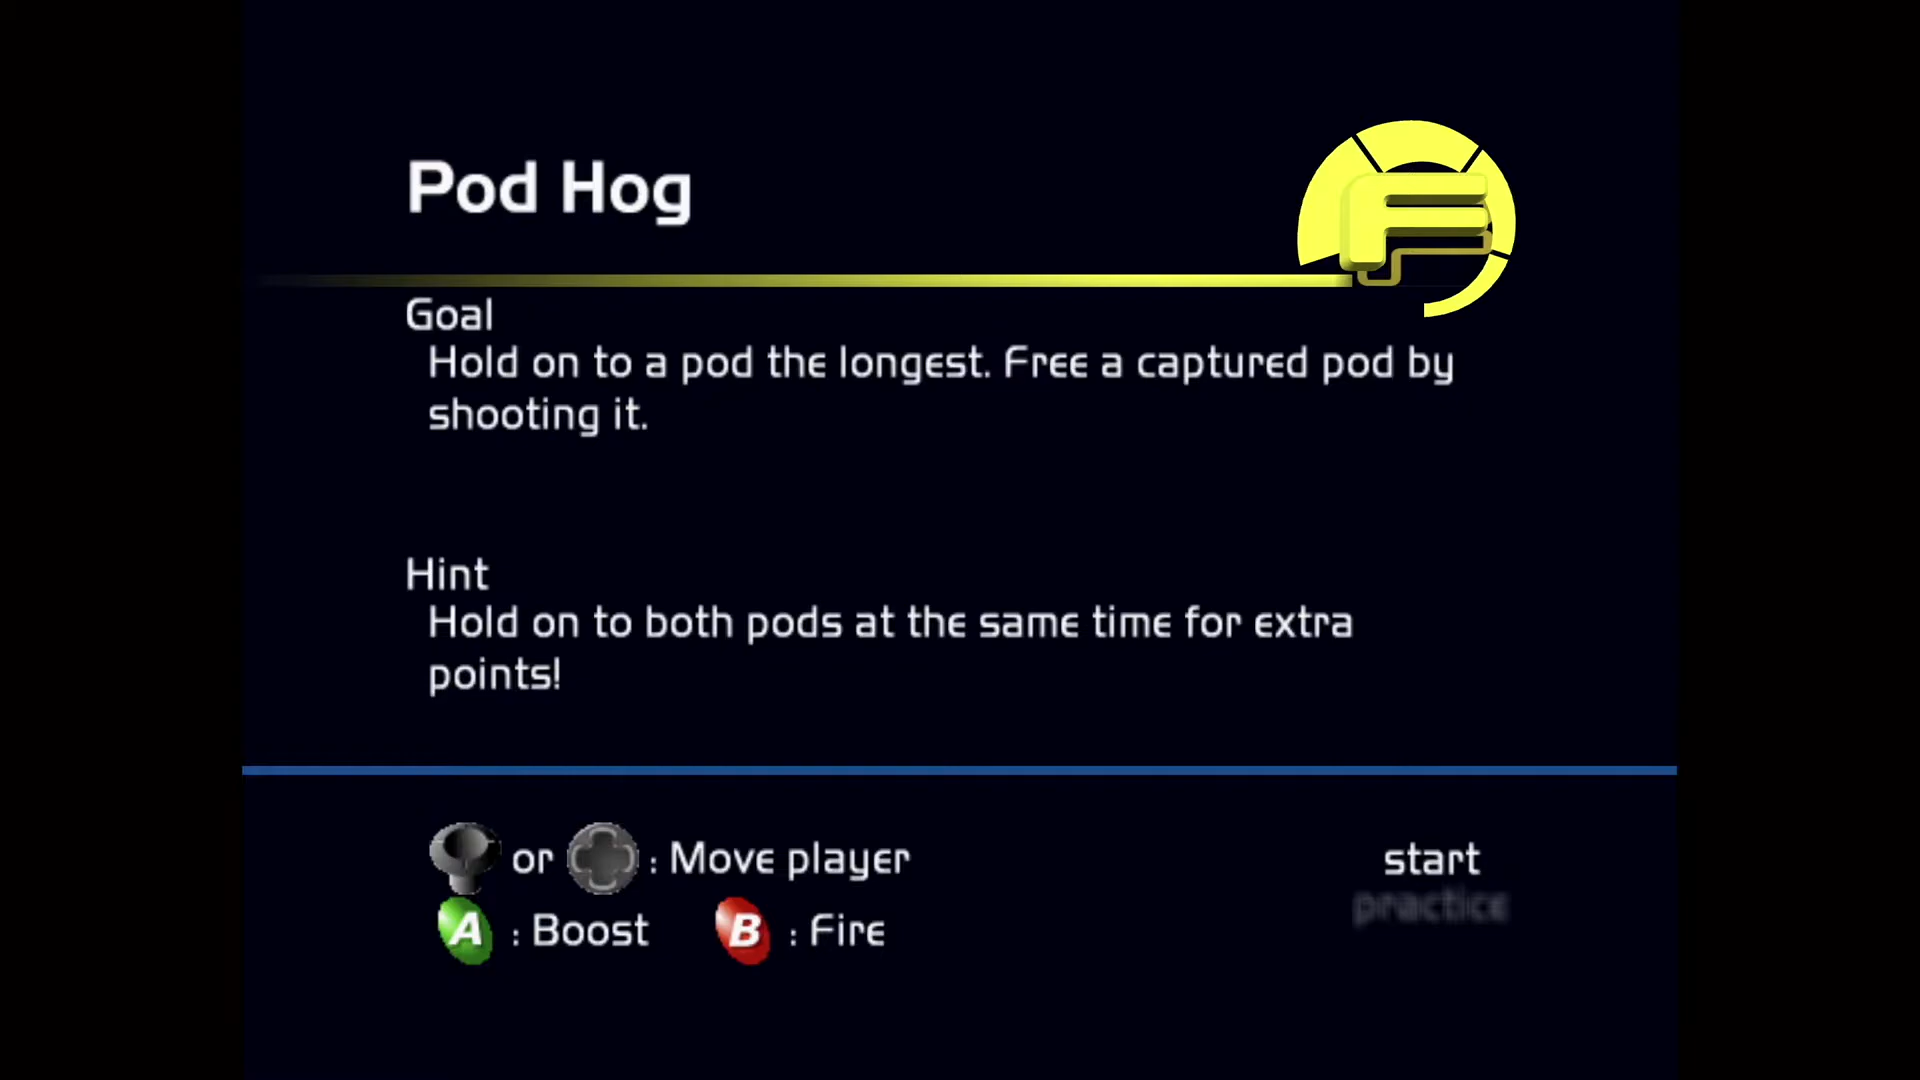 Pod Hog
F
Goal
Hold on to a pod the longest. Free a captured pod by
shooting it.
Hint
Hold on to both pods at the same time for extra
points!
or : Move player
start
practice
A : Boost B : Fire